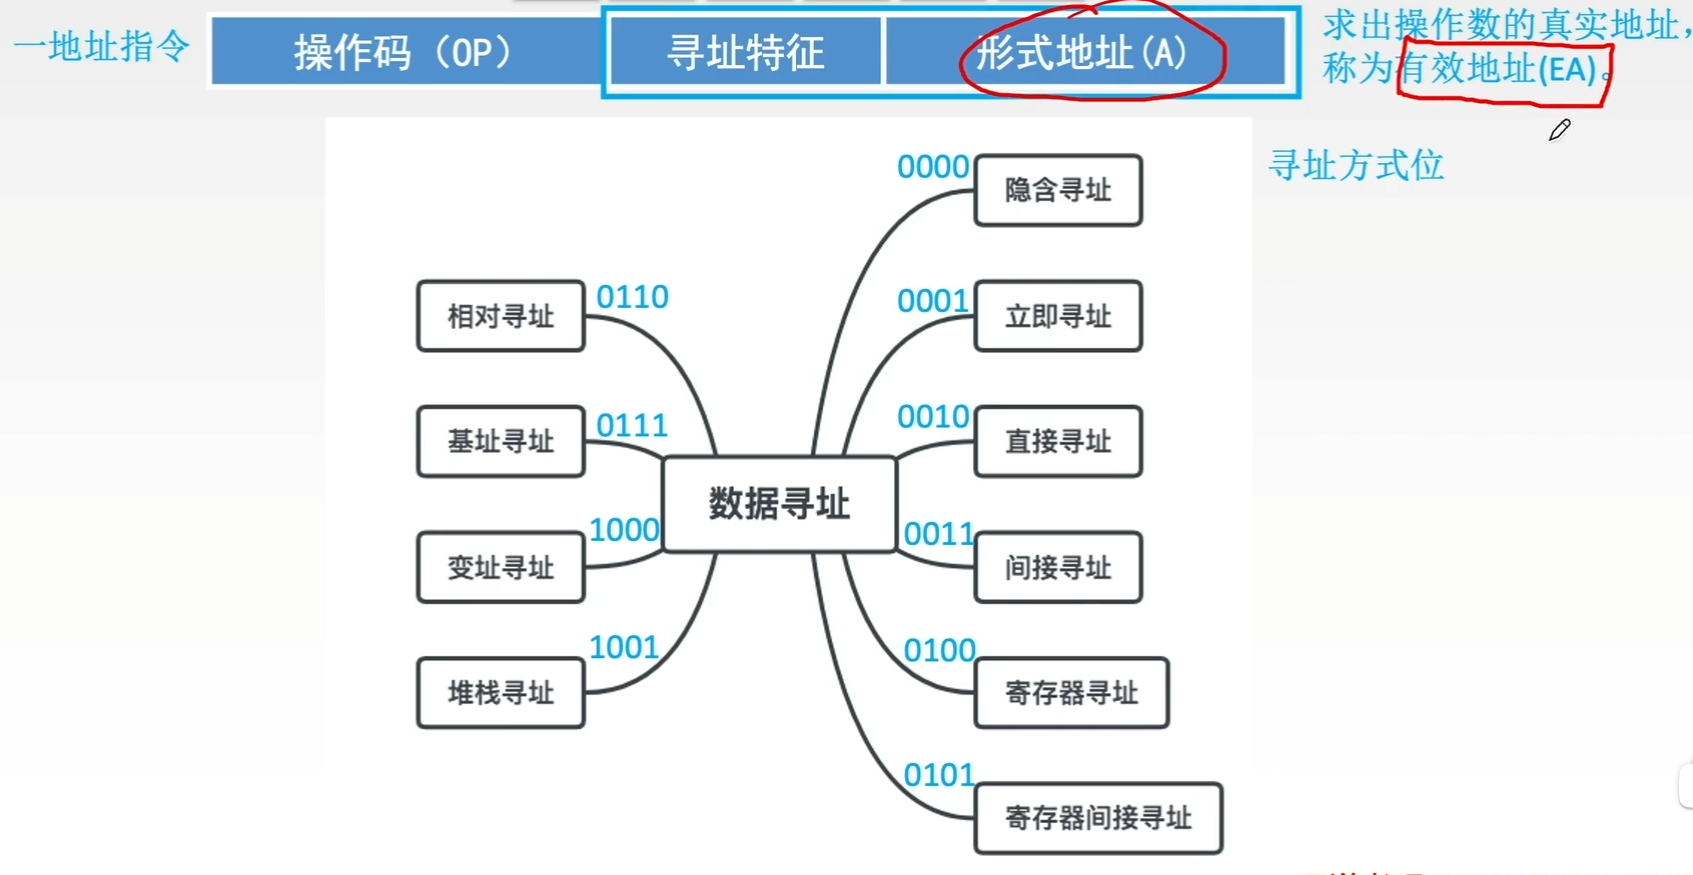 一地址指令
操作码（OP）
寻址特征
形式地址(A)
求出操作数的真实地址，
称为有效地址(EA)。
寻址方式位
0000
隐含寻址
0001
立即寻址
0010
直接寻址
0011
间接寻址
0100
寄存器寻址
0101
寄存器间接寻址
数据寻址
0110
相对寻址
0111
基址寻址
1000
变址寻址
1001
堆栈寻址